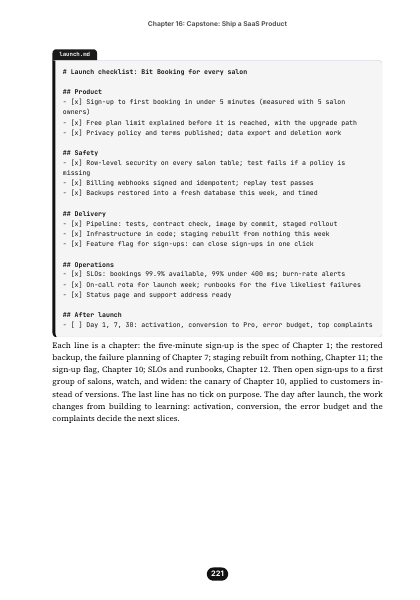 Chapter 16: Capstone: Ship a SaaS Product
launch.md
# Launch checklist: Bit Booking for every salon
## Product
- [x] Sign-up to first booking in under 5 minutes (measured with 5 salon
owners)
- [x] Free plan limit explained before it is reached, with the upgrade path
- [x] Privacy policy and terms published; data export and deletion work
## Safety
- [x] Row-level security on every salon table; test fails if a policy is
missing
- [x] Billing webhooks signed and idempotent; replay test passes
- [x] Backups restored into a fresh database this week, and timed
## Delivery
- [x] Pipeline: tests, contract check, image by commit, staged rollout
- [x] Infrastructure in code; staging rebuilt from nothing this week
- [x] Feature flag for sign-ups: can close sign-ups in one click
## Operations
- [x] SLOs: bookings 99.9% available, 99% under 400 ms; burn-rate alerts
- [x] On-call rota for launch week; runbooks for the five likeliest failures
- [x] Status page and support address ready
## After launch
- [ ] Day 1, 7, 30: activation, conversion to Pro, error budget, top complaints
Each line is a chapter: the five-minute sign-up is the spec of Chapter 1; the restored
backup, the failure planning of Chapter 7; staging rebuilt from nothing, Chapter 11; the
sign-up flag, Chapter 10; SLOs and runbooks, Chapter 12. Then open sign-ups to a first
group of salons, watch, and widen: the canary of Chapter 10, applied to customers in-
stead of versions. The last line has no tick on purpose. The day after launch, the work
changes from building to learning: activation, conversion, the error budget and the
complaints decide the next slices.
221